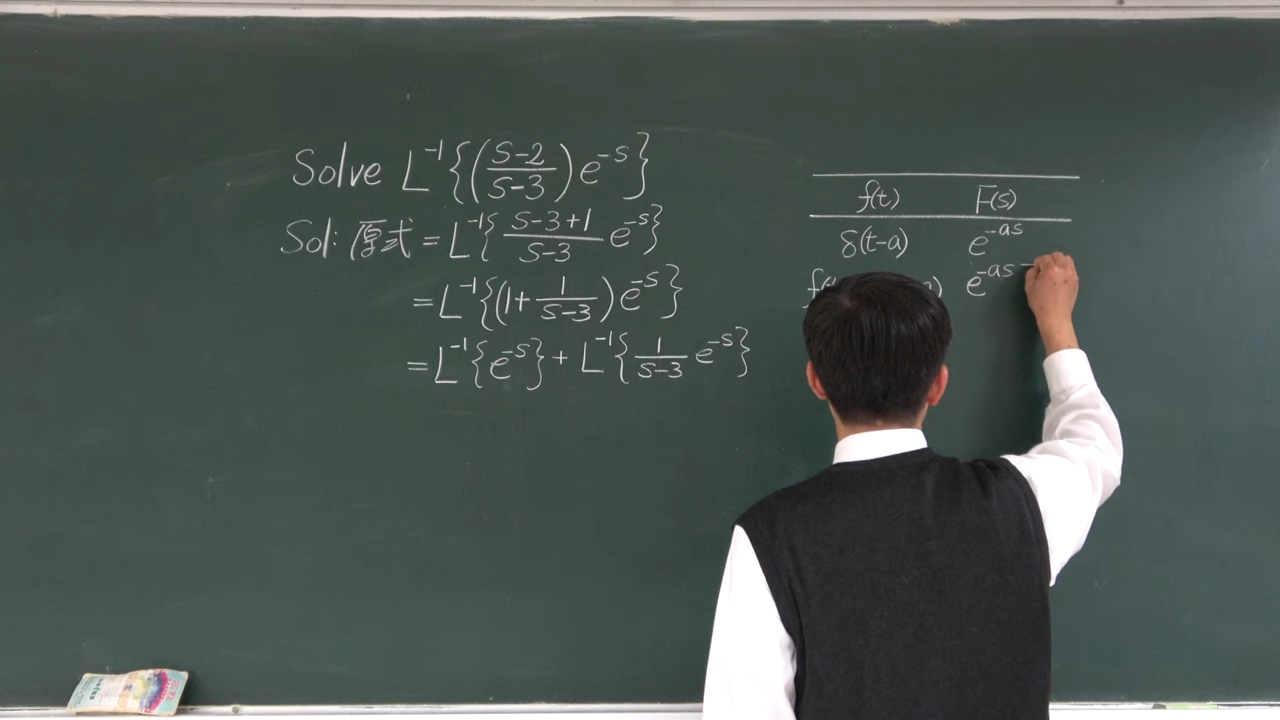 Solve L⁻¹{((s-2)/(s-3))e^{-s}}
Sol: 原式 = L⁻¹{(s-3+1)/(s-3) e^{-s}}
= L⁻¹{(1+1/(s-3))e^{-s}}
= L⁻¹{e^{-s}} + L⁻¹{1/(s-3) e^{-s}}
f(t) F(s)
δ(t-a) e^{-as}
e^{-as}